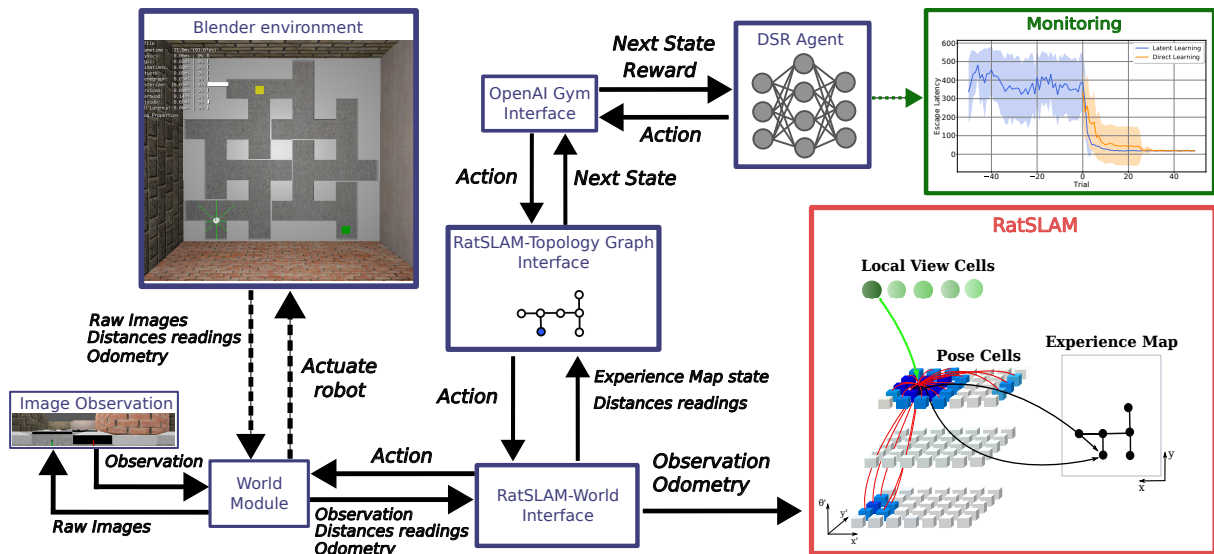 Blender environment
Raw Images
Distances readings
Odometry
Actuate
robot
Image Observation
Observation
Raw Images
World
Module
Action
Observation
Distances readings
Odometry
OpenAI Gym
Interface
Next State
Reward
Action
DSR Agent
Action
Next State
RatSLAM-Topology Graph
Interface
Action
Experience Map state
Distances readings
RatSLAM-World
Interface
Observation
Odometry
Monitoring
Latent Learning
Direct Learning
Escape Latency
600
500
400
300
200
100
0
−40
−20
0
20
40
Trial
RatSLAM
Local View Cells
Pose Cells
Experience Map
y
x
θ'
y'
x'